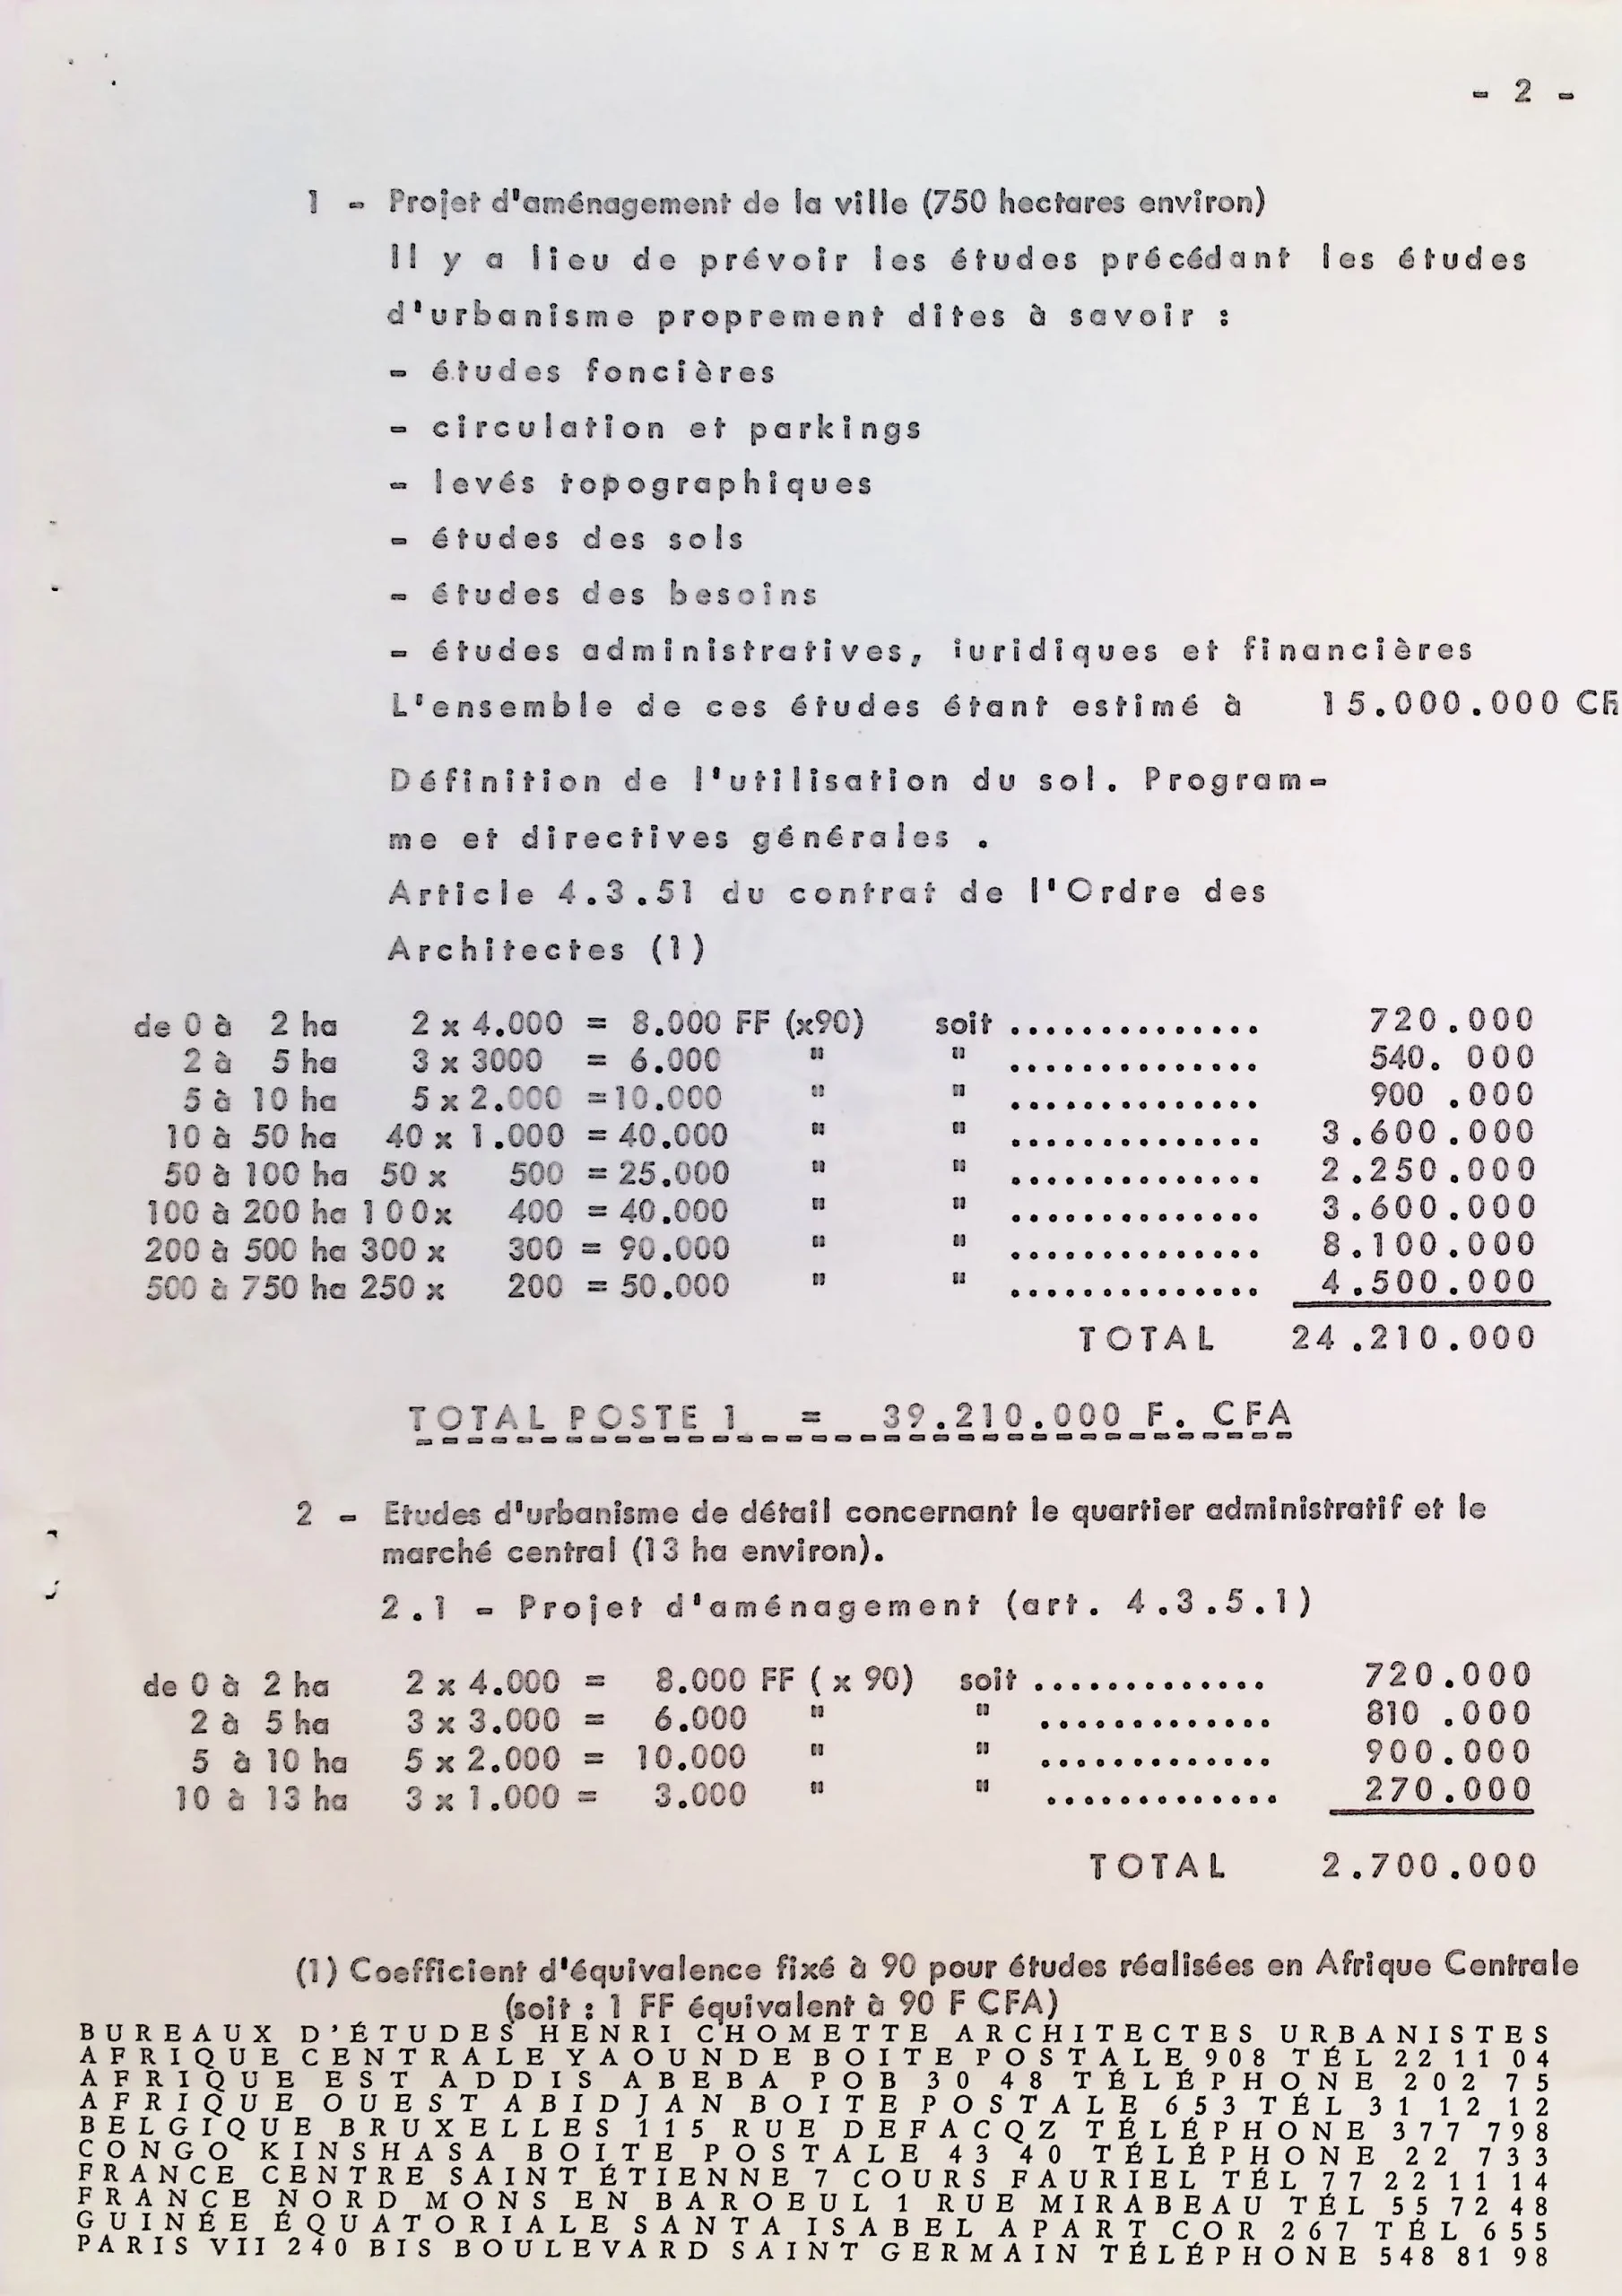 - 2 -
1 - Projet d'aménagement de la ville (750 hectares environ)
Il y a lieu de prévoir les études précédant les études
d'urbanisme proprement dites à savoir :
- études foncières
- circulation et parkings
- levés topographiques
- études des sols
- études des besoins
- études administratives, iuridiques et financières
L'ensemble de ces études étant estimé à 15.000.000 CF
Définition de l'utilisation du sol. Program-
me et directives générales .
Article 4.3.51 du contrat de l'Ordre des
Architectes (1)
de 0 à 2 ha 2 x 4.000 = 8.000 FF (x90) soit .............. 720.000
2 à 5 ha 3 x 3000 = 6.000 " " .............. 540. 000
5 à 10 ha 5 x 2.000 =10.000 " " .............. 900 .000
10 à 50 ha 40 x 1.000 = 40.000 " " .............. 3.600.000
50 à 100 ha 50 x 500 = 25.000 " " .............. 2.250.000
100 à 200 ha 100x 400 = 40.000 " " .............. 3.600.000
200 à 500 ha 300 x 300 = 90.000 " " .............. 8.100.000
500 à 750 ha 250 x 200 = 50.000 " " .............. 4.500.000
TOTAL 24.210.000
TOTAL POSTE 1 = 39.210.000 F. CFA
2 - Etudes d'urbanisme de détail concernant le quartier administratif et le
marché central (13 ha environ).
2.1 - Projet d'aménagement (art. 4.3.5.1)
de 0 à 2 ha 2 x 4.000 = 8.000 FF ( x 90) soit ............. 720.000
2 à 5 ha 3 x 3.000 = 6.000 " " ............. 810 .000
5 à 10 ha 5 x 2.000 = 10.000 " " ............. 900.000
10 à 13 ha 3 x 1.000 = 3.000 " " ............. 270.000
TOTAL 2.700.000
(1) Coefficient d'équivalence fixé à 90 pour études réalisées en Afrique Centrale
(soit : 1 FF équivalent à 90 F CFA)
BUREAUX D'ÉTUDES HENRI CHOMETTE ARCHITECTES URBANISTES
AFRIQUE CENTRALE YAOUNDE BOITE POSTALE 908 TÉL 22 11 04
AFRIQUE EST ADDIS ABEBA POB 30 48 TÉLÉPHONE 202 75
AFRIQUE OUEST ABIDJAN BOITE POSTALE 653 TÉL 31 12 12
BELGIQUE BRUXELLES 115 RUE DEFACQZ TÉLÉPHONE 377 798
CONGO KINSHASA BOITE POSTALE 43 40 TÉLÉPHONE 22 733
FRANCE CENTRE SAINT ÉTIENNE 7 COURS FAURIEL TÉL 77 22 11 14
FRANCE NORD MONS EN BAROEUL 1 RUE MIRABEAU TÉL 55 72 48
GUINÉE ÉQUATORIALE SANTA ISABEL APART COR 267 TÉL 655
PARIS VII 240 BIS BOULEVARD SAINT GERMAIN TÉLÉPHONE 548 81 98